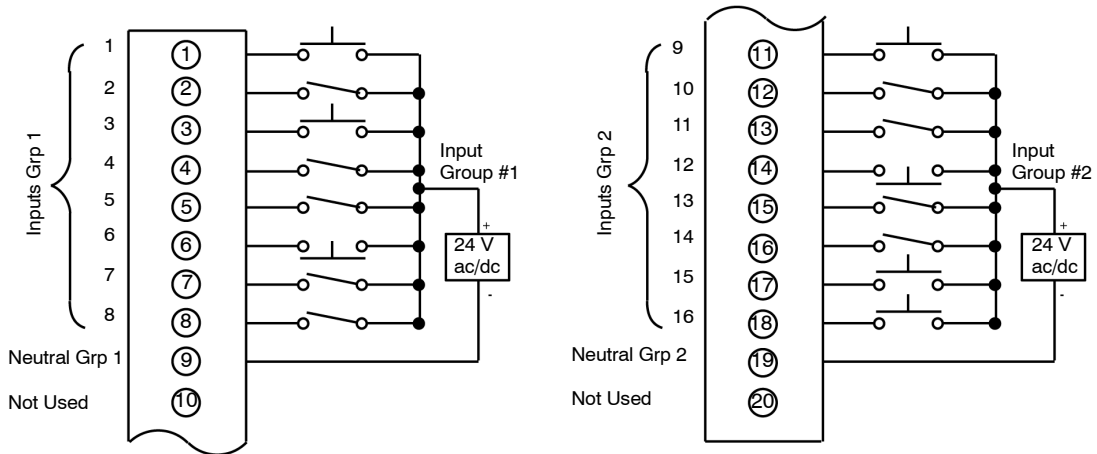 Inputs Grp 1
1 ①
2 ②
3 ③
4 ④
5 ⑤
6 ⑥
7 ⑦
8 ⑧
Neutral Grp 1 ⑨
Not Used ⑩
Input
Group #1
+
24 V
ac/dc
-
Inputs Grp 2
9 ⑪
10 ⑫
11 ⑬
12 ⑭
13 ⑮
14 ⑯
15 ⑰
16 ⑱
Neutral Grp 2 ⑲
Not Used ⑳
Input
Group #2
+
24 V
ac/dc
-